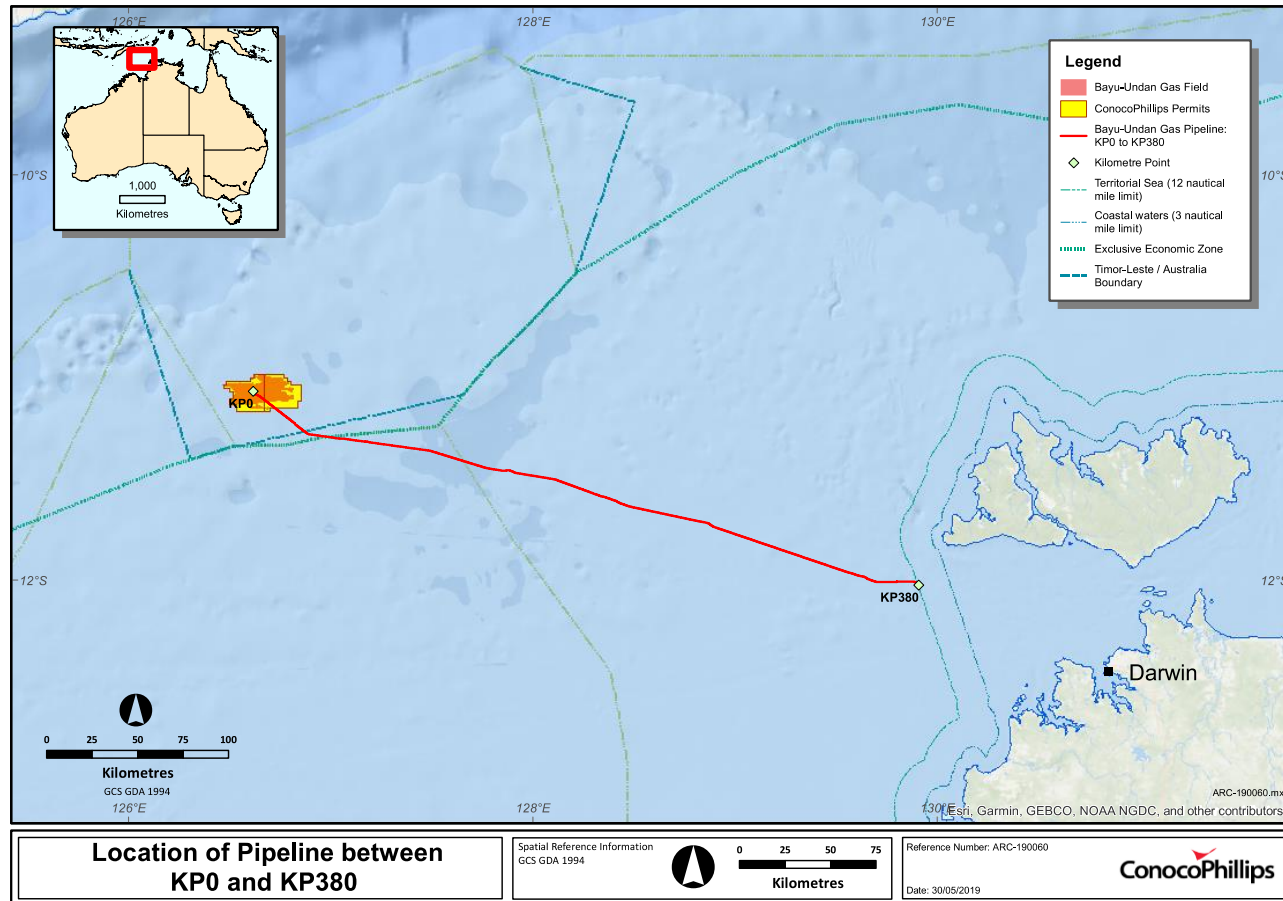 126°E
128°E
130°E
1,000
Kilometres
Legend
Bayu-Undan Gas Field
ConocoPhillips Permits
Bayu-Undan Gas Pipeline:
KP0 to KP380
Kilometre Point
Territorial Sea (12 nautical
mile limit)
Coastal waters (3 nautical
mile limit)
Exclusive Economic Zone
Timor-Leste / Australia
Boundary
10°S
10°S
KP0
12°S
12°S
KP380
Darwin
0 25 50 75 100
Kilometres
GCS GDA 1994
ARC-190060.mx
126°E
128°E
130°E
Esri, Garmin, GEBCO, NOAA NGDC, and other contributors
Location of Pipeline between
KP0 and KP380
Spatial Reference Information
GCS GDA 1994
0 25 50 75
Kilometres
Reference Number: ARC-190060
Date: 30/05/2019
ConocoPhillips